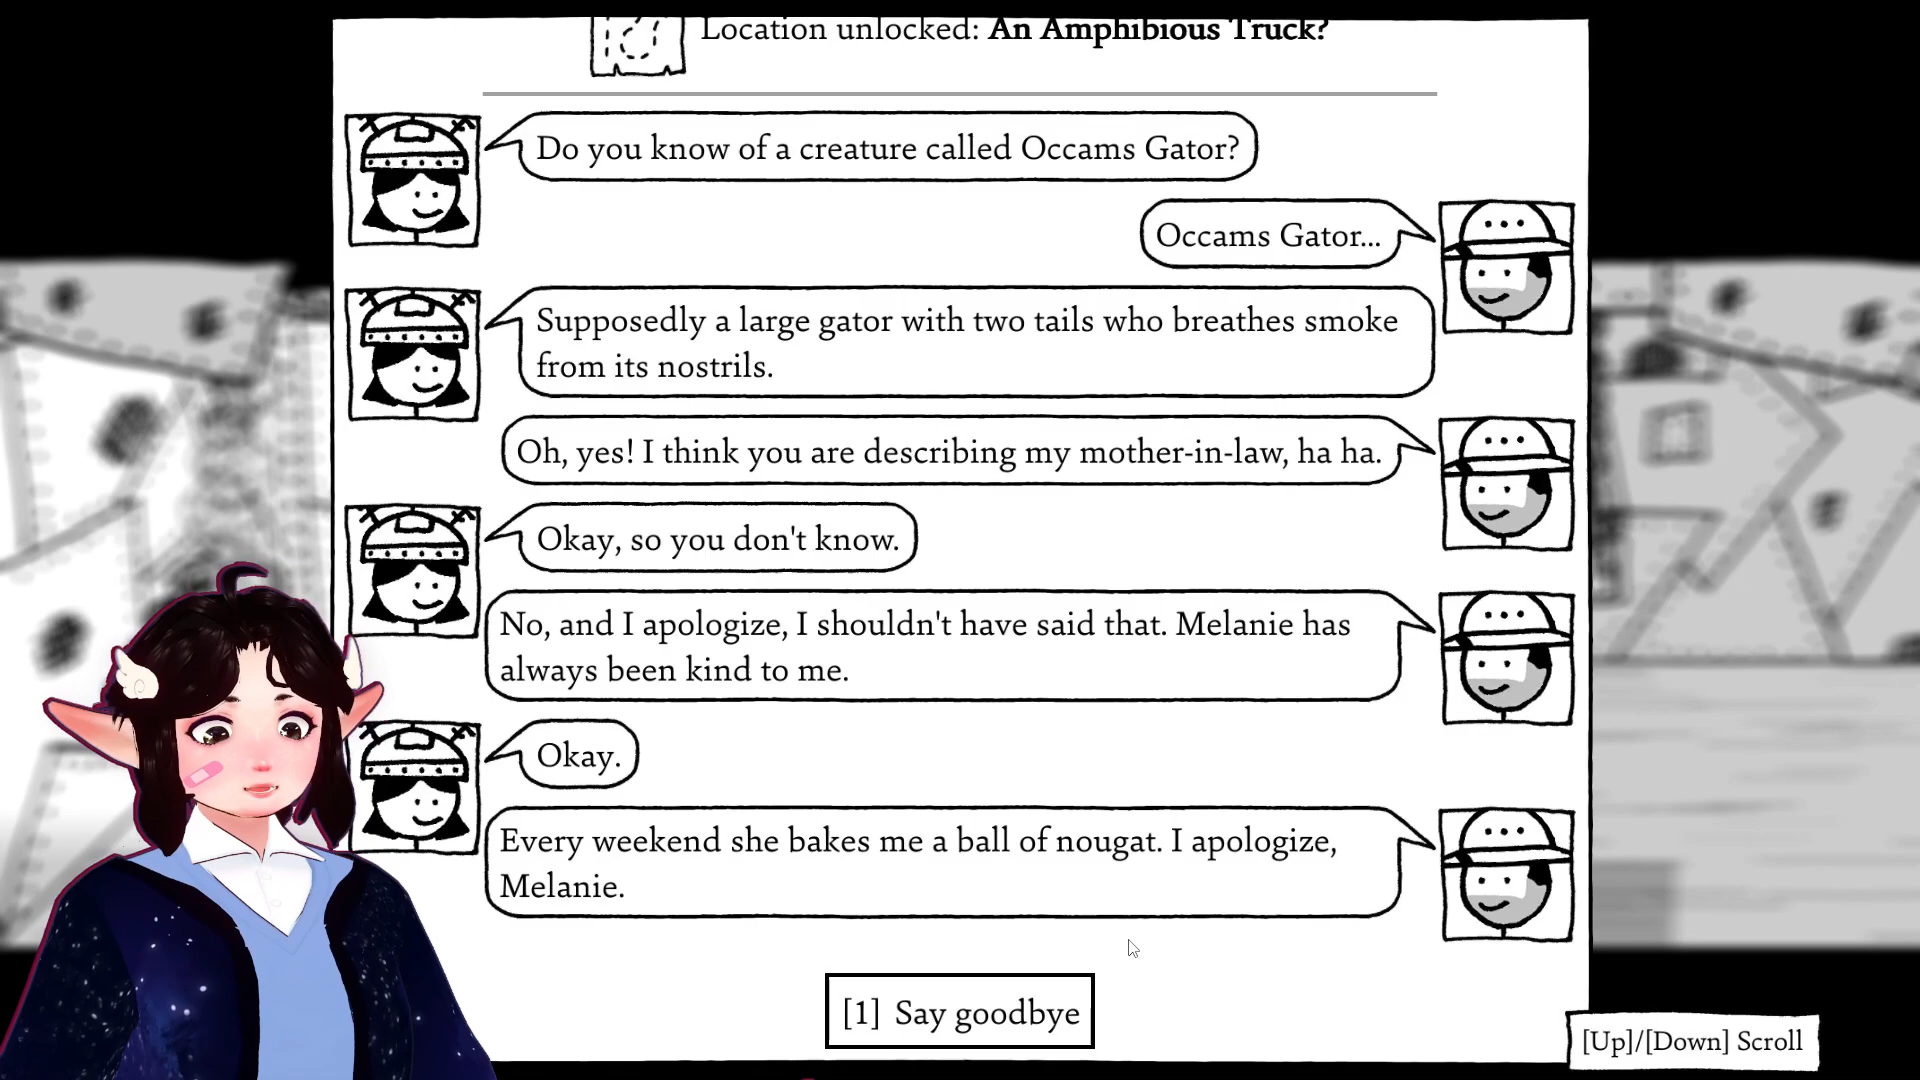 Location unlocked: An Amphibious Truck?
Do you know of a creature called Occams Gator?
Occams Gator...
Supposedly a large gator with two tails who breathes smoke
from its nostrils.
Oh, yes! I think you are describing my mother-in-law, ha ha.
Okay, so you don't know.
No, and I apologize, I shouldn't have said that. Melanie has
always been kind to me.
Okay.
Every weekend she bakes me a ball of nougat. I apologize,
Melanie.
[1] Say goodbye
[Up]/[Down] Scroll